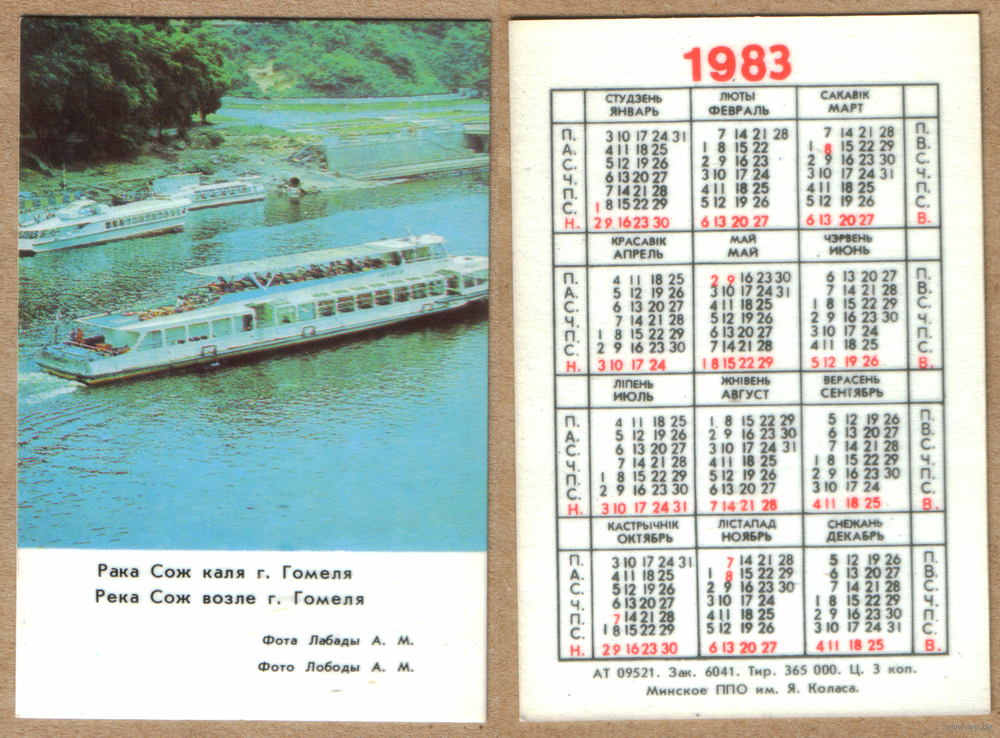 Рака Сож каля г. Гомеля
Река Сож возле г. Гомеля
Фота Лабады А. М.
Фото Лободы А. М.
1983
СТУДЗЕНЬ ЛЮТЫ САКАВІК
ЯНВАРЬ ФЕВРАЛЬ МАРТ
П. 3 10 17 24 31 7 14 21 28 7 14 21 28 П.
А. 4 11 18 25 1 8 15 22 1 8 15 22 29 В.
С. 5 12 19 26 2 9 16 23 2 9 16 23 30 С.
Ч. 6 13 20 27 3 10 17 24 3 10 17 24 31 Ч.
П. 7 14 21 28 4 11 18 25 4 11 18 25 П.
С. 1 8 15 22 29 5 12 19 26 5 12 19 26 С.
Н. 2 9 16 23 30 6 13 20 27 6 13 20 27 В.
КРАСАВІК МАЙ ЧЭРВЕНЬ
АПРЕЛЬ МАЙ ИЮНЬ
П. 4 11 18 25 2 9 16 23 30 6 13 20 27 П.
А. 5 12 19 26 3 10 17 24 31 7 14 21 28 В.
С. 6 13 20 27 4 11 18 25 1 8 15 22 29 С.
Ч. 7 14 21 28 5 12 19 26 2 9 16 23 30 Ч.
П. 1 8 15 22 29 6 13 20 27 3 10 17 24 П.
С. 2 9 16 23 30 7 14 21 28 4 11 18 25 С.
Н. 3 10 17 24 1 8 15 22 29 5 12 19 26 В.
ЛІПЕНЬ ЖНІВЕНЬ ВЕРАСЕНЬ
ИЮЛЬ АВГУСТ СЕНТЯБРЬ
П. 4 11 18 25 1 8 15 22 29 5 12 19 26 П.
А. 5 12 19 26 2 9 16 23 30 6 13 20 27 В.
С. 6 13 20 27 3 10 17 24 31 7 14 21 28 С.
Ч. 7 14 21 28 4 11 18 25 1 8 15 22 29 Ч.
П. 1 8 15 22 29 5 12 19 26 2 9 16 23 30 П.
С. 2 9 16 23 30 6 13 20 27 3 10 17 24 С.
Н. 3 10 17 24 31 7 14 21 28 4 11 18 25 В.
КАСТРЫЧНІК ЛІСТАПАД СНЕЖАНЬ
ОКТЯБРЬ НОЯБРЬ ДЕКАБРЬ
П. 3 10 17 24 31 7 14 21 28 5 12 19 26 П.
А. 4 11 18 25 1 8 15 22 29 6 13 20 27 В.
С. 5 12 19 26 2 9 16 23 30 7 14 21 28 С.
Ч. 6 13 20 27 3 10 17 24 1 8 15 22 29 Ч.
П. 7 14 21 28 4 11 18 25 2 9 16 23 30 П.
С. 1 8 15 22 29 5 12 19 26 3 10 17 24 31 С.
Н. 2 9 16 23 30 6 13 20 27 4 11 18 25 В.
АТ 09521. Зак. 6041. Тир. 365 000. Ц. 3 коп.
Минское ППО им. Я. Коласа.